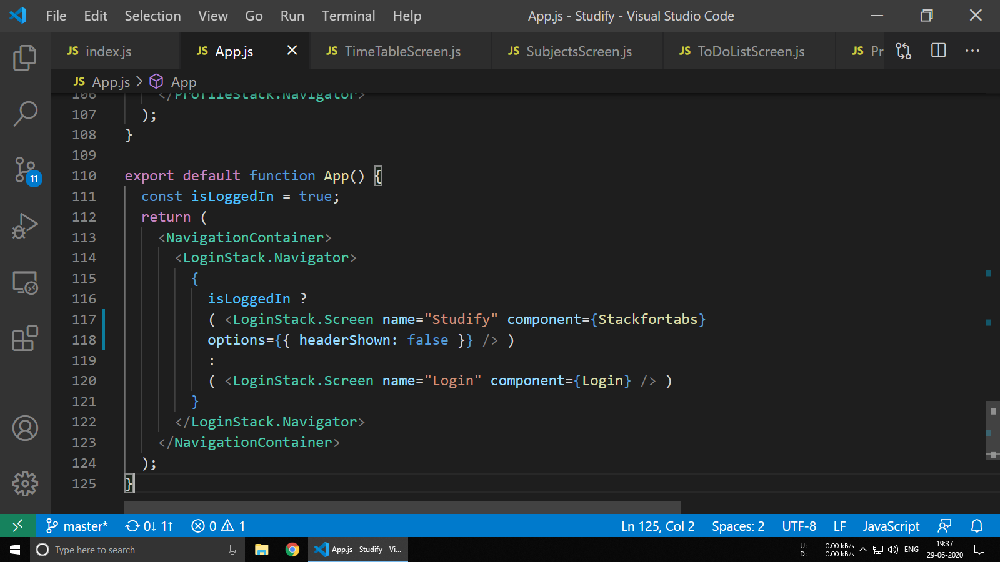 File Edit Selection View Go Run Terminal Help App.js - Studify - Visual Studio Code
JS index.js JS App.js JS TimeTableScreen.js JS SubjectsScreen.js JS ToDoListScreen.js JS Pr
JS App.js > App
106 </ProfileStack.Navigator>
107 );
108 }
109
110 export default function App() {
111 const isLoggedIn = true;
112 return (
113 <NavigationContainer>
114 <LoginStack.Navigator>
115 {
116 isLoggedIn ?
117 ( <LoginStack.Screen name="Studify" component={Stackfortabs}
118 options={{ headerShown: false }} /> )
119 :
120 ( <LoginStack.Screen name="Login" component={Login} /> )
121 }
122 </LoginStack.Navigator>
123 </NavigationContainer>
124 );
125 }
11
master* 0↓ 1↑ 0 1 Ln 125, Col 2 Spaces: 2 UTF-8 LF JavaScript
Type here to search App.js - Studify - Vi... U: 0.00 kB/s ENG 19:37
D: 0.00 kB/s 29-06-2020